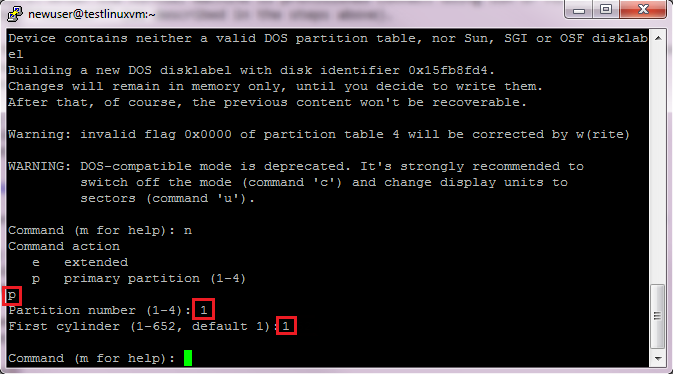 newuser@testlinuxvm:~
Device contains neither a valid DOS partition table, nor Sun, SGI or OSF disklab
el
Building a new DOS disklabel with disk identifier 0x15fb8fd4.
Changes will remain in memory only, until you decide to write them.
After that, of course, the previous content won't be recoverable.
Warning: invalid flag 0x0000 of partition table 4 will be corrected by w(rite)
WARNING: DOS-compatible mode is deprecated. It's strongly recommended to
switch off the mode (command 'c') and change display units to
sectors (command 'u').
Command (m for help): n
Command action
e   extended
p   primary partition (1-4)
p
Partition number (1-4): 1
First cylinder (1-652, default 1):1
Command (m for help):